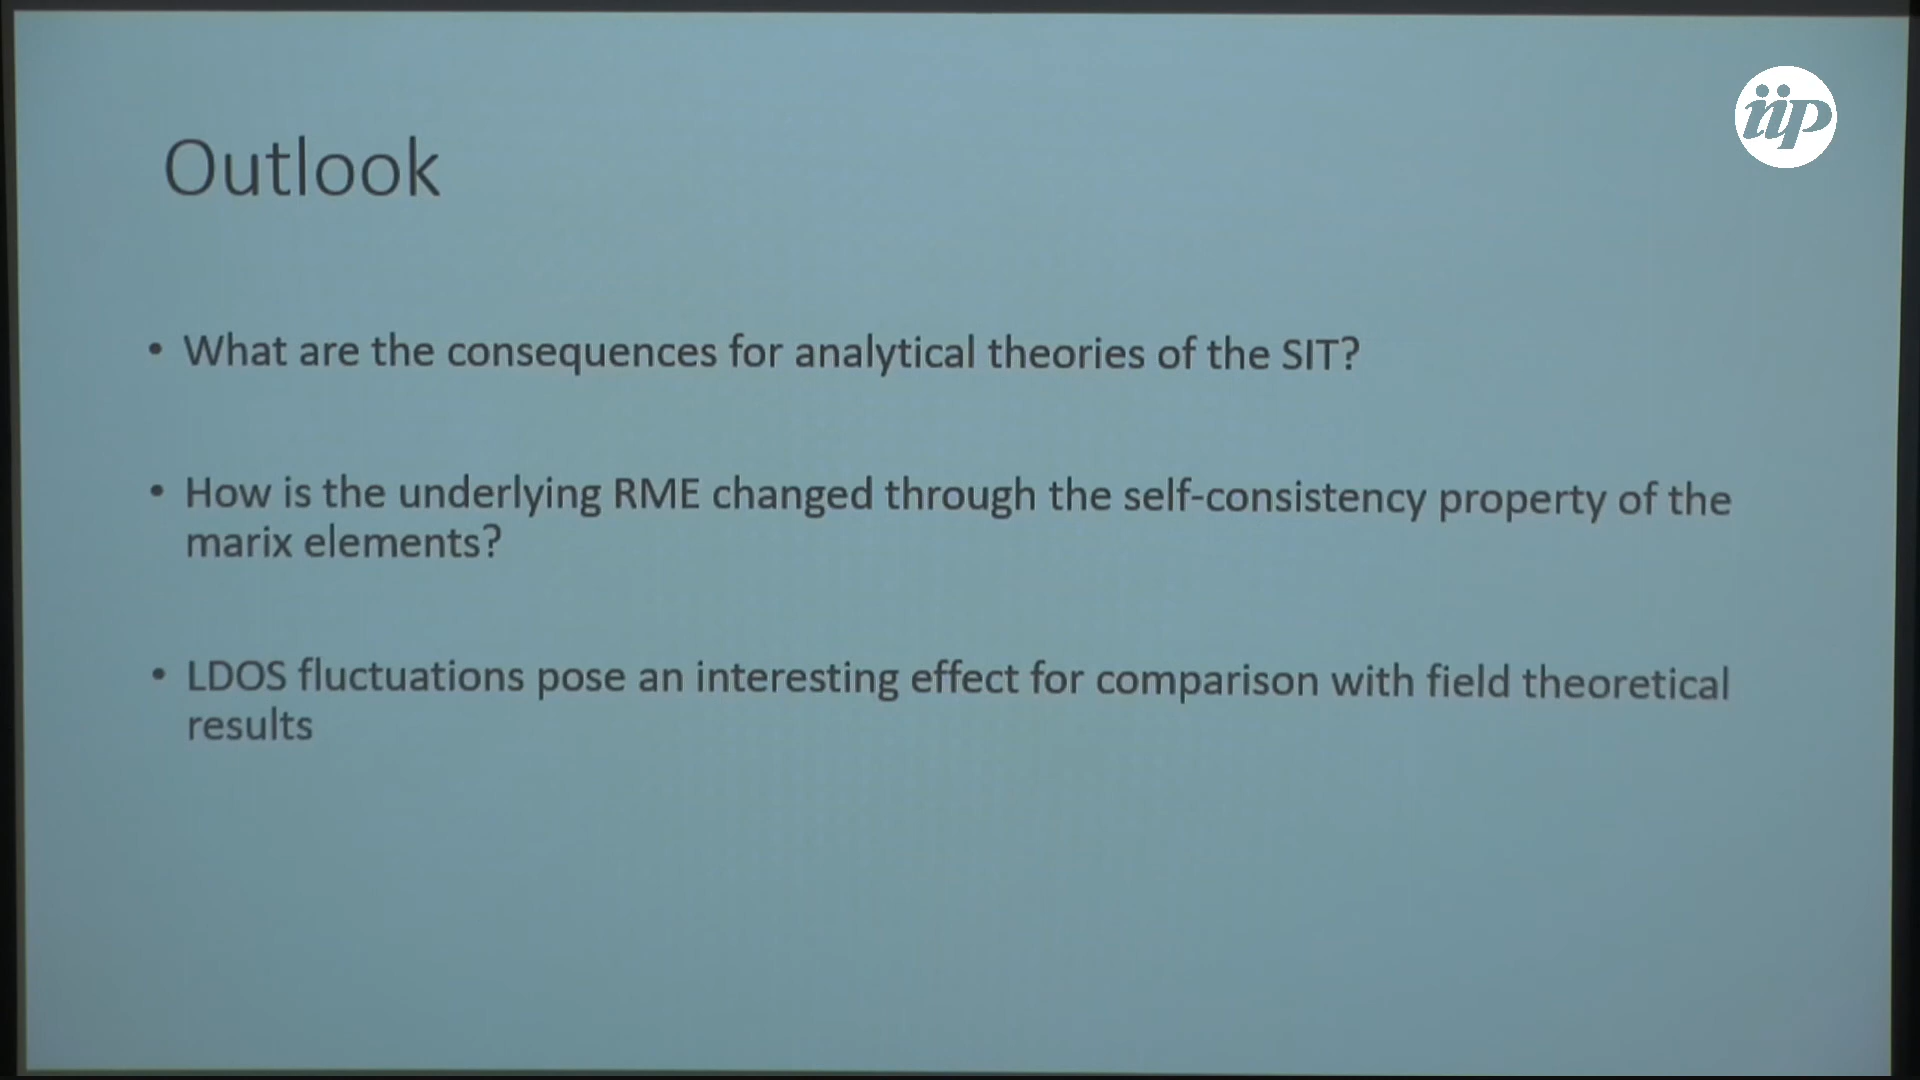 iip
Outlook
• What are the consequences for analytical theories of the SIT?
• How is the underlying RME changed through the self-consistency property of the
marix elements?
• LDOS fluctuations pose an interesting effect for comparison with field theoretical
results